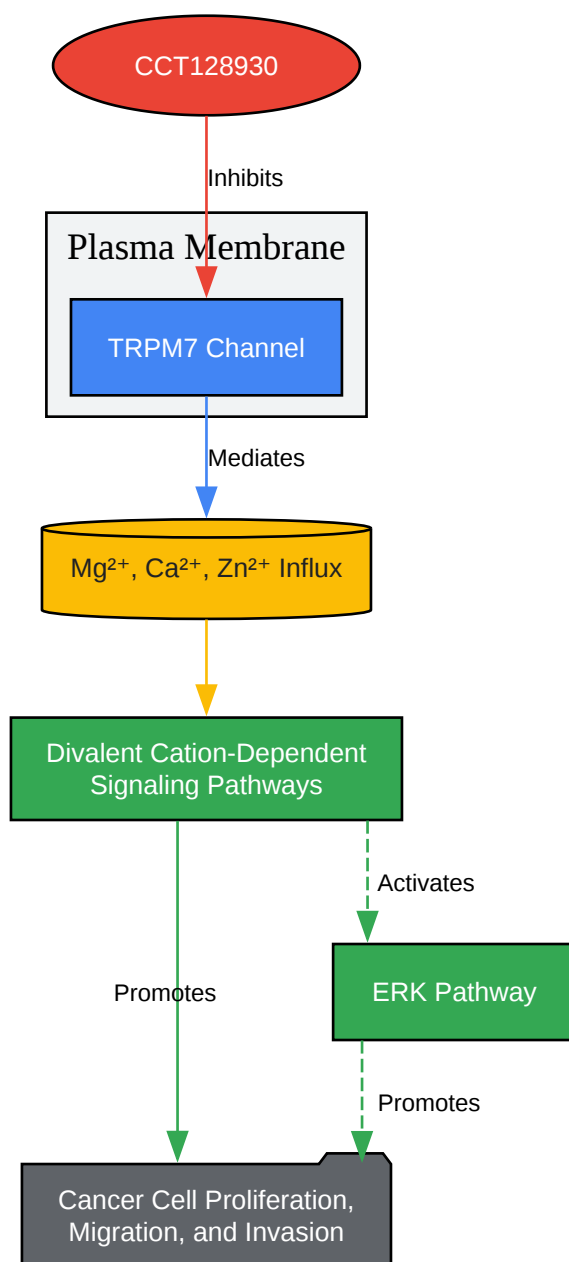 CCT128930
Inhibits
Plasma Membrane
TRPM7 Channel
Mediates
Mg²⁺, Ca²⁺, Zn²⁺ Influx
Divalent Cation-Dependent
Signaling Pathways
Activates
Promotes
ERK Pathway
Promotes
Cancer Cell Proliferation,
Migration, and Invasion